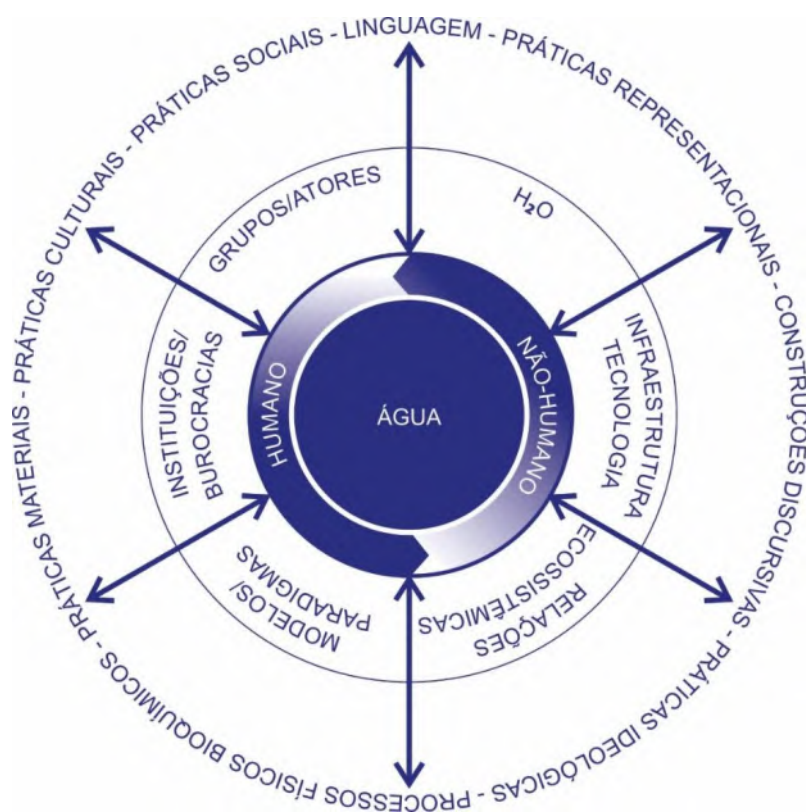 PRÁTICAS MATERIAIS - PRÁTICAS CULTURAIS - PRÁTICAS SOCIAIS - LINGUAGEM - PRÁTICAS REPRESENTACIONAIS - CONSTRUÇÕES DISCURSIVAS - PRÁTICAS IDEOLÓGICAS - PROCESSOS FÍSICOS BIOQUÍMICOS -
GRUPOS/ATORES
H₂O
INFRAESTRUTURA
TECNOLOGIA
RELAÇÕES
ECOSSISTÊMICAS
MODELOS/
PARADIGMAS
INSTITUIÇÕES/
BUROCRACIAS
HUMANO
NÃO-HUMANO
ÁGUA